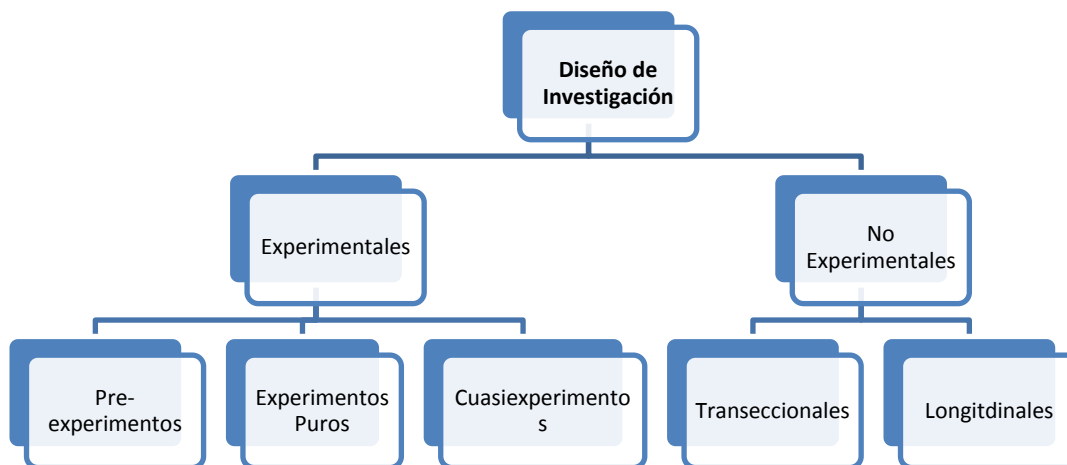 Diseño de
Investigación
Experimentales
No
Experimentales
Pre-
experimentos
Experimentos
Puros
Cuasiexperimento
s
Transeccionales
Longitdinales